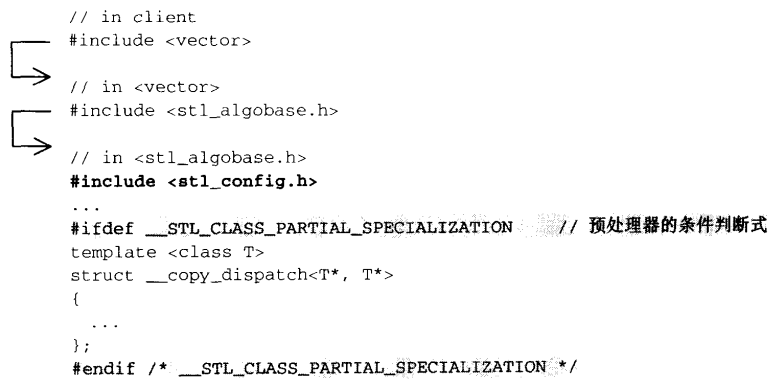 // in client
#include <vector>
// in <vector>
#include <stl_algobase.h>
// in <stl_algobase.h>
#include <stl_config.h>
...
#ifdef __STL_CLASS_PARTIAL_SPECIALIZATION // 预处理器的条件判断式
template <class T>
struct __copy_dispatch<T*, T*>
{
...
};
#endif /* __STL_CLASS_PARTIAL_SPECIALIZATION */